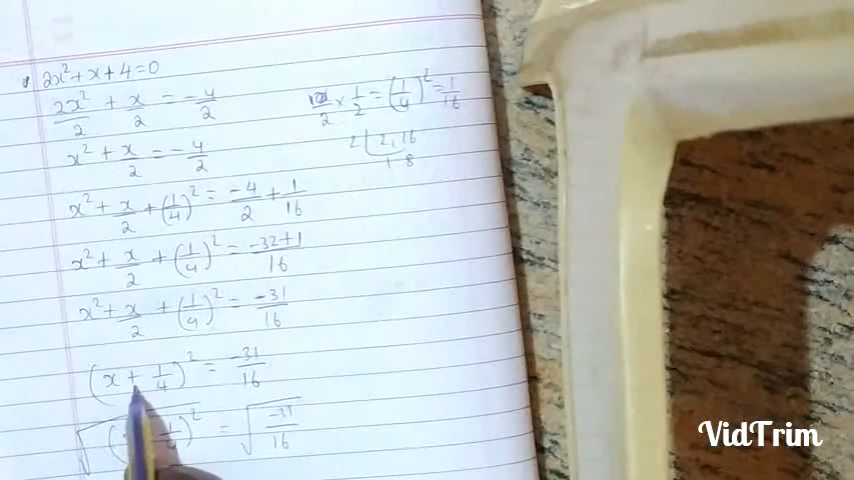 2x² + x + 4 = 0
2x²/2 + x/2 = -4/2
x² + x/2 = -4/2
x² + x/2 + (1/4)² = -4/2 + 1/16
x² + x/2 + (1/4)² = -32+1/16
x² + x/2 + (1/4)² = -31/16
(x + 1/4)² = -31/16
√( 1/4)² = √-31/16
/2 × 1/2 = (1/4)² = 1/16
2 | 2, 16
1 8
VidTrim